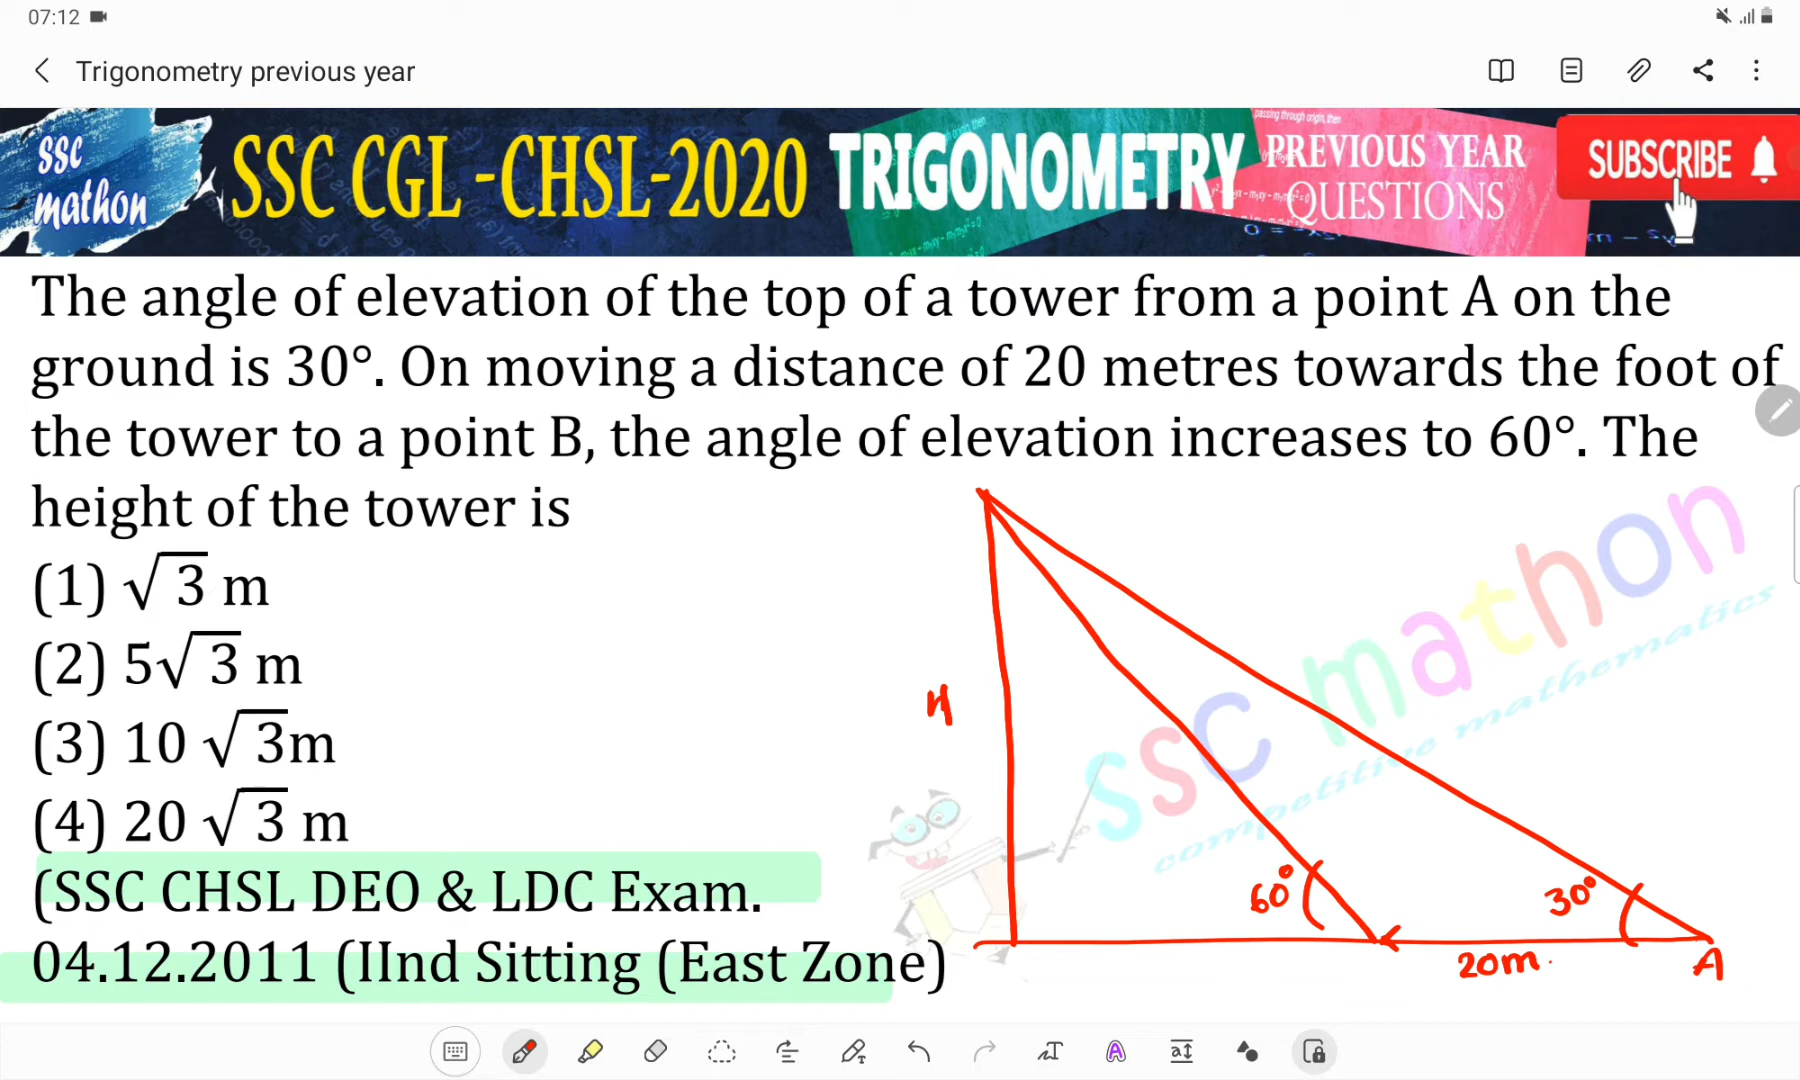 07:12
Trigonometry previous year
SSC mathon
SSC CGL -CHSL-2020 TRIGONOMETRY
PREVIOUS YEAR
QUESTIONS
SUBSCRIBE
The angle of elevation of the top of a tower from a point A on the
ground is 30°. On moving a distance of 20 metres towards the foot of
the tower to a point B, the angle of elevation increases to 60°. The
height of the tower is
(1) √3 m
(2) 5√3 m
(3) 10 √3m
(4) 20 √3 m
(SSC CHSL DEO & LDC Exam.
04.12.2011 (IInd Sitting (East Zone)
H
60°
30°
20m.
A
SSC mathon
competitive mathematics